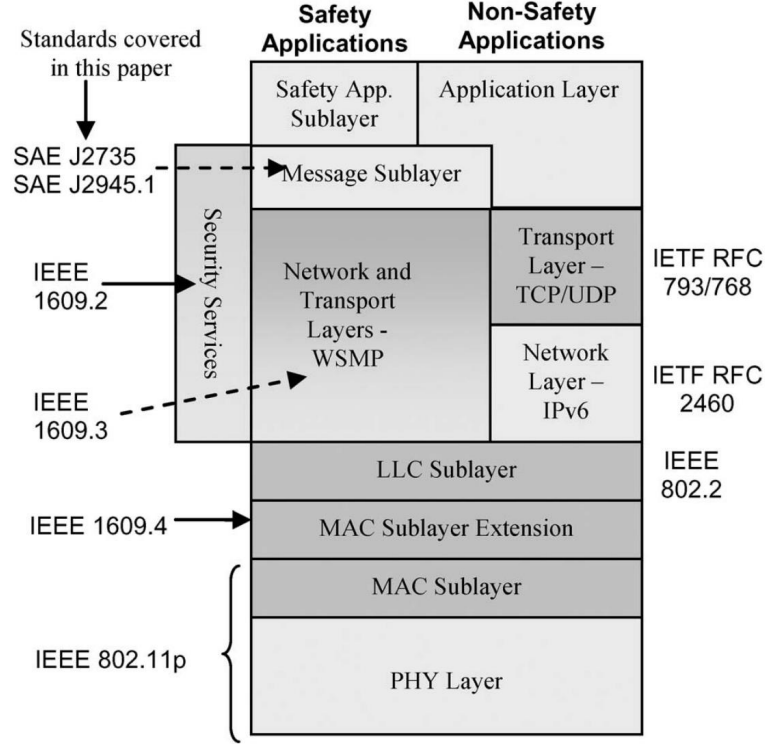 Safety
Applications
Non-Safety
Applications
Standards covered
in this paper
Safety App.
Sublayer
Application Layer
SAE J2735
SAE J2945.1
Message Sublayer
Security Services
IEEE
1609.2
Network and
Transport
Layers -
WSMP
Transport
Layer –
TCP/UDP
IETF RFC
793/768
IEEE
1609.3
Network
Layer –
IPv6
IETF RFC
2460
LLC Sublayer
IEEE
802.2
IEEE 1609.4
MAC Sublayer Extension
MAC Sublayer
IEEE 802.11p
PHY Layer